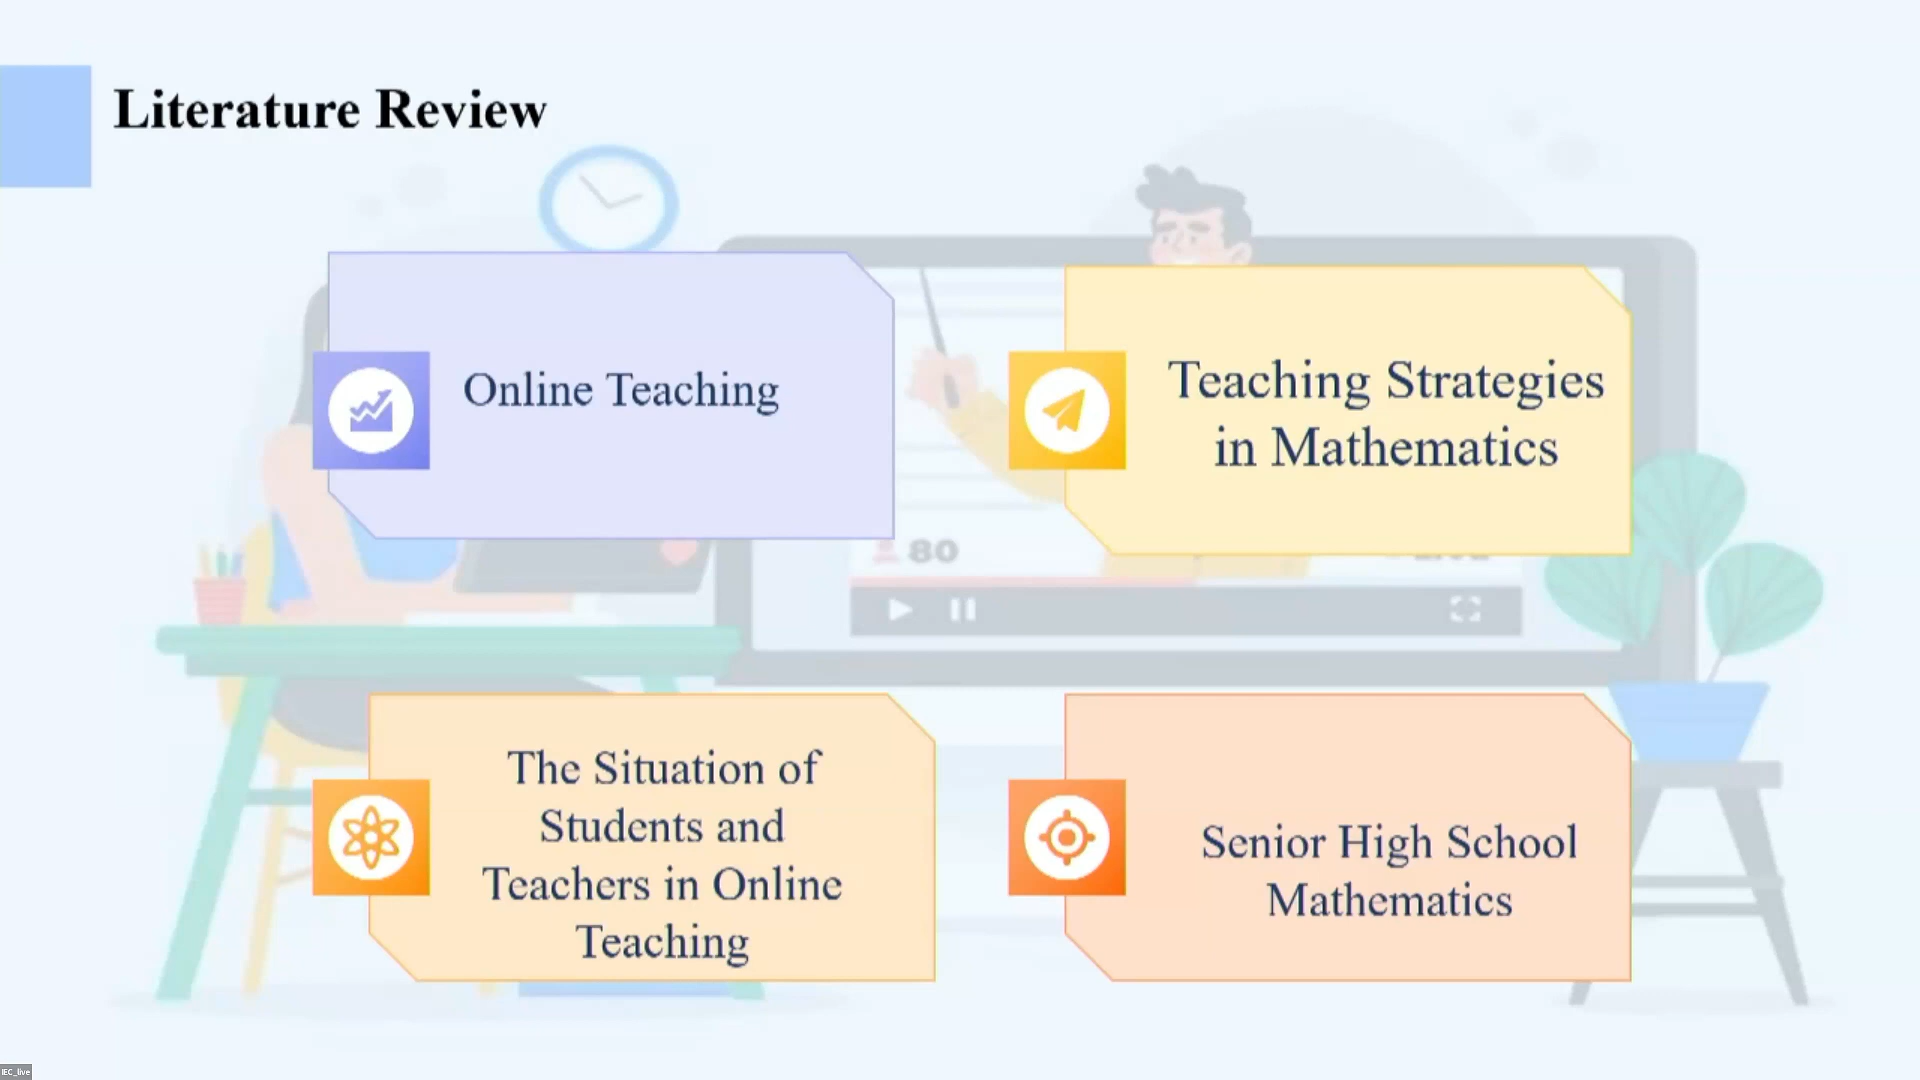 Literature Review
Online Teaching
Teaching Strategies
in Mathematics
80
The Situation of
Students and
Teachers in Online
Teaching
Senior High School
Mathematics
IEC_live